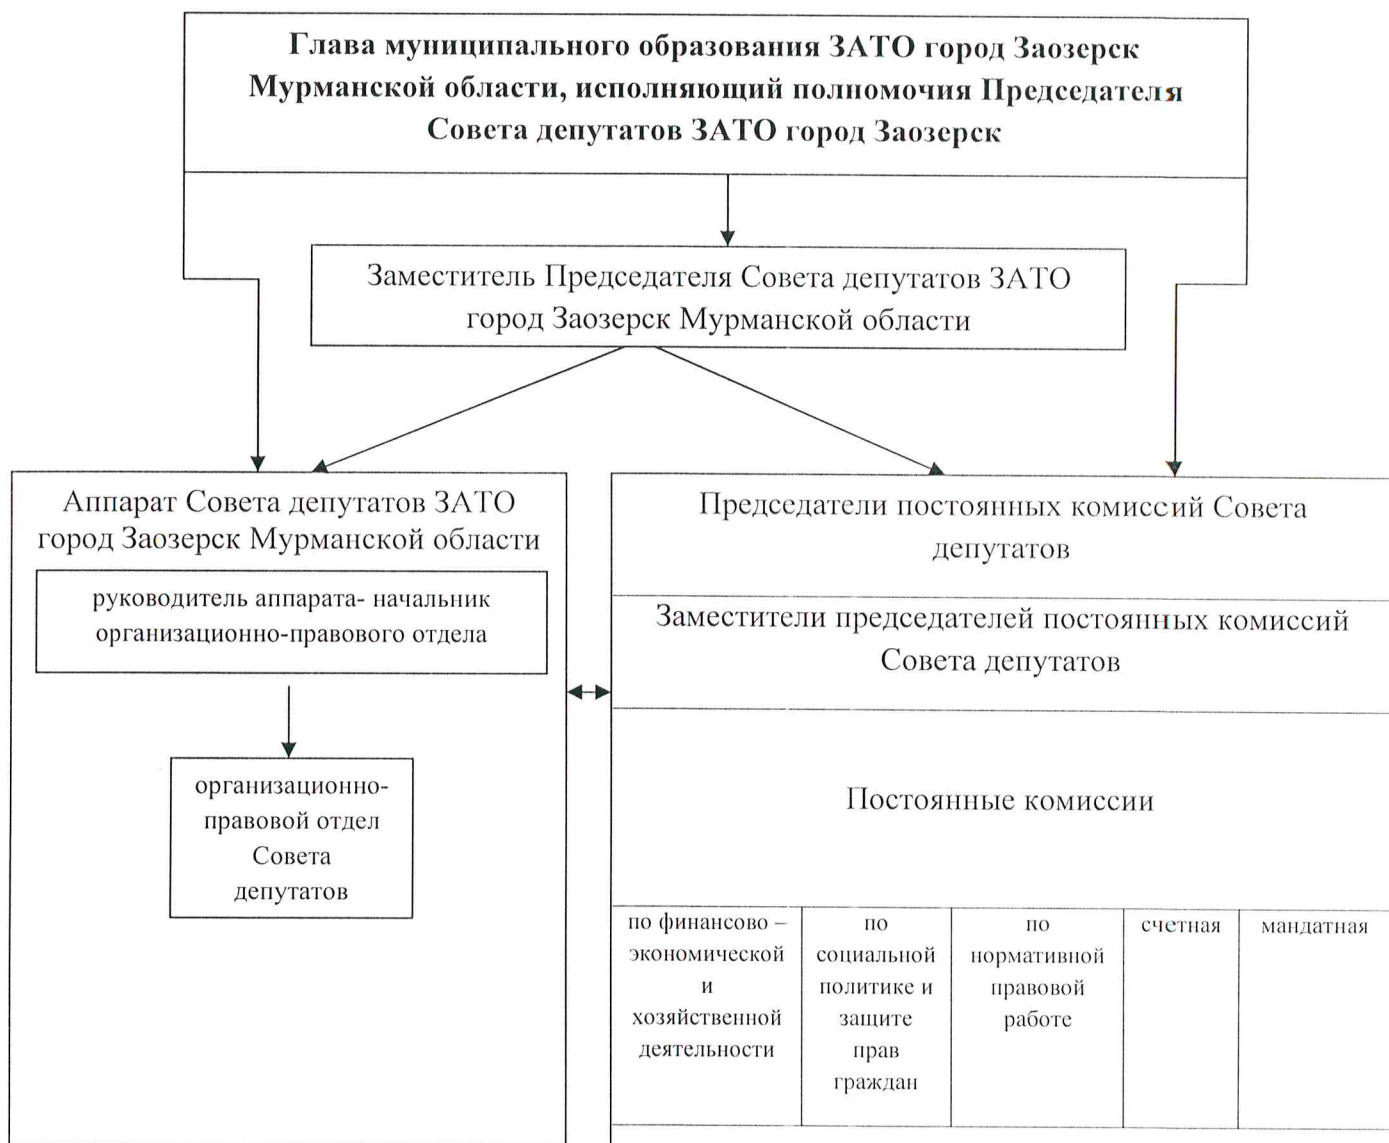 Глава муниципального образования ЗАТО город Заозерск
Мурманской области, исполняющий полномочия Председателя
Совета депутатов ЗАТО город Заозерск
Заместитель Председателя Совета депутатов ЗАТО
город Заозерск Мурманской области
Аппарат Совета депутатов ЗАТО
город Заозерск Мурманской области
руководитель аппарата- начальник
организационно-правового отдела
организационно-
правовой отдел
Совета
депутатов
Председатели постоянных комиссий Совета
депутатов
Заместители председателей постоянных комиссий
Совета депутатов
Постоянные комиссии
по финансово –
экономической
и
хозяйственной
деятельности
по
социальной
политике и
защите
прав
граждан
по
нормативной
правовой
работе
счетная
мандатная